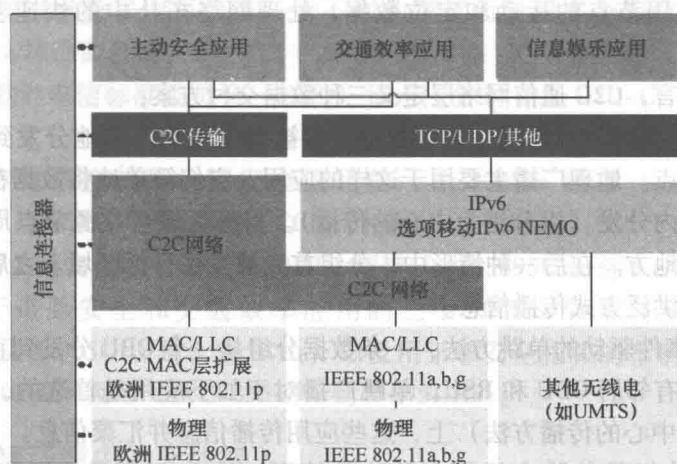 信息连接器
主动安全应用
交通效率应用
信息娱乐应用
C2C传输
TCP/UDP/其他
C2C网络
IPv6
选项移动IPv6 NEMO
C2C 网络
MAC/LLC
C2C MAC层扩展
欧洲 IEEE 802.11p
MAC/LLC
IEEE 802.11a,b,g
其他无线电
(如UMTS)
物理
欧洲 IEEE 802.11p
物理
IEEE 802.11a,b,g